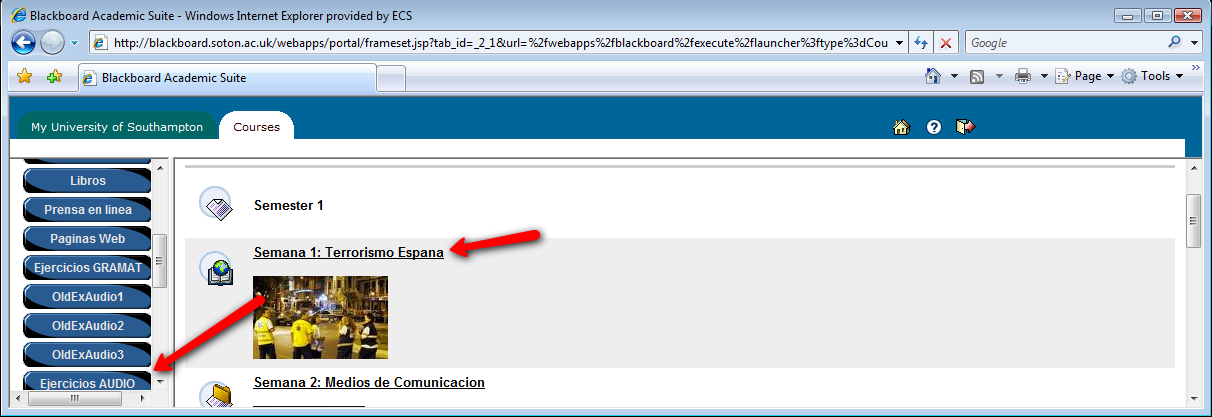 Blackboard Academic Suite - Windows Internet Explorer provided by ECS
http://blackboard.soton.ac.uk/webapps/portal/frameset.jsp?tab_id=_2_1&url=%2fwebapps%2fblackboard%2fexecute%2flauncher%3ftype%3dCou
Google
Blackboard Academic Suite
Page
Tools
My University of Southampton
Courses
Libros
Prensa en linea
Paginas Web
Ejercicios GRAMAT
OldExAudio1
OldExAudio2
OldExAudio3
Ejercicios AUDIO
Semester 1
Semana 1: Terrorismo Espana
Semana 2: Medios de Comunicacion